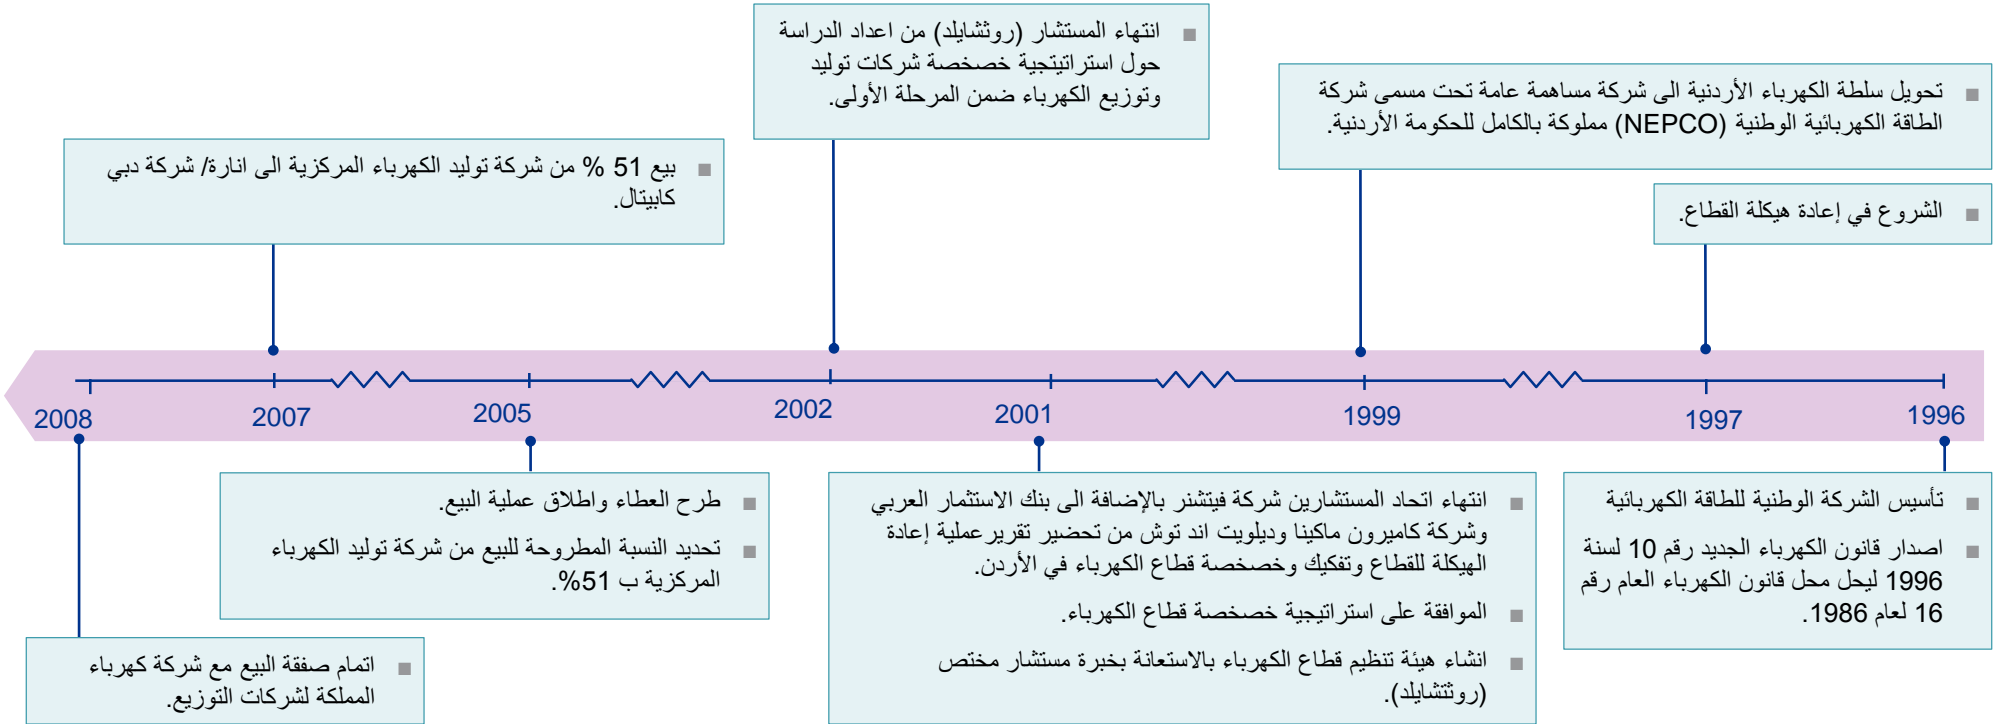 انتهاء المستشار (روثشايلد) من اعداد الدراسة
حول استراتيتجية خصخصة شركات توليد
وتوزيع الكهرباء ضمن المرحلة الأولى.
تحويل سلطة الكهرباء الأردنية الى شركة مساهمة عامة تحت مسمى شركة
الطاقة الكهربائية الوطنية (NEPCO) مملوكة بالكامل للحكومة الأردنية.
بيع 51 % من شركة توليد الكهرباء المركزية الى انارة/ شركة دبي
كابيتال.
الشروع في إعادة هيكلة القطاع.
1996
1997
1999
2001
2002
2005
2007
2008
تأسيس الشركة الوطنية للطاقة الكهربائية
اصدار قانون الكهرباء الجديد رقم 10 لسنة
1996 ليحل محل قانون الكهرباء العام رقم
16 لعام 1986.
انتهاء اتحاد المستشارين شركة فيتشنر بالإضافة الى بنك الاستثمار العربي
وشركة كاميرون ماكينا وديلويت اند توش من تحضير تقريرعملية إعادة
الهيكلة للقطاع وتفكيك وخصخصة قطاع الكهرباء في الأردن.
الموافقة على استراتيجية خصخصة قطاع الكهرباء.
انشاء هيئة تنظيم قطاع الكهرباء بالاستعانة بخبرة مستشار مختص
(روثتشايلد).
طرح العطاء واطلاق عملية البيع.
تحديد النسبة المطروحة للبيع من شركة توليد الكهرباء
المركزية ب 51%.
اتمام صفقة البيع مع شركة كهرباء
المملكة لشركات التوزيع.